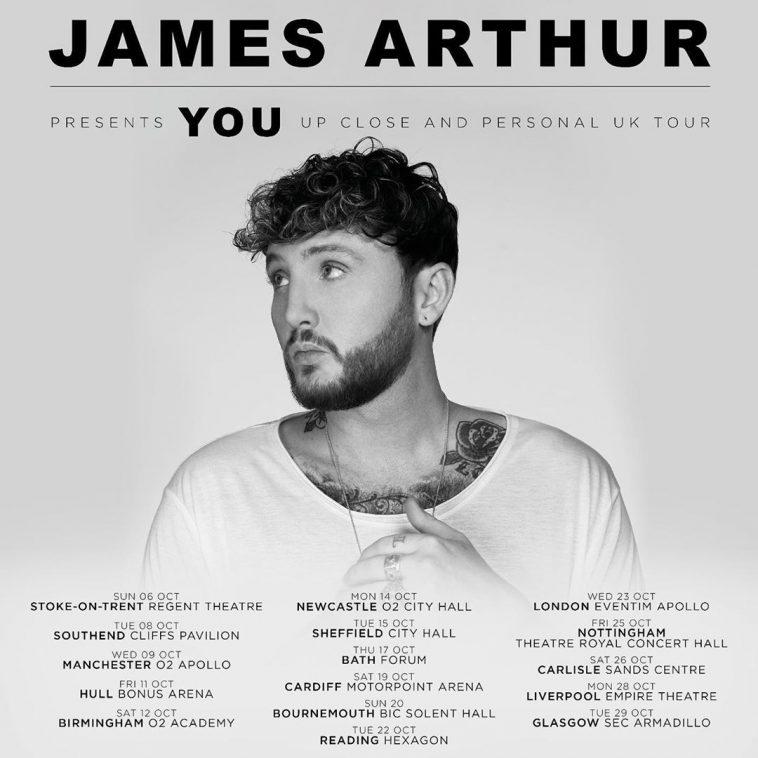 JAMES ARTHUR
PRESENTS YOU UP CLOSE AND PERSONAL UK TOUR
SUN 06 OCT
STOKE-ON-TRENT REGENT THEATRE
TUE 08 OCT
SOUTHEND CLIFFS PAVILION
WED 09 OCT
MANCHESTER O2 APOLLO
FRI 11 OCT
HULL BONUS ARENA
SAT 12 OCT
BIRMINGHAM O2 ACADEMY
MON 14 OCT
NEWCASTLE O2 CITY HALL
TUE 15 OCT
SHEFFIELD CITY HALL
THU 17 OCT
BATH FORUM
SAT 19 OCT
CARDIFF MOTORPOINT ARENA
SUN 20
BOURNEMOUTH BIC SOLENT HALL
TUE 22 OCT
READING HEXAGON
WED 23 OCT
LONDON EVENTIM APOLLO
FRI 25 OCT
NOTTINGHAM
THEATRE ROYAL CONCERT HALL
SAT 26 OCT
CARLISLE SANDS CENTRE
MON 28 OCT
LIVERPOOL EMPIRE THEATRE
TUE 29 OCT
GLASGOW SEC ARMADILLO